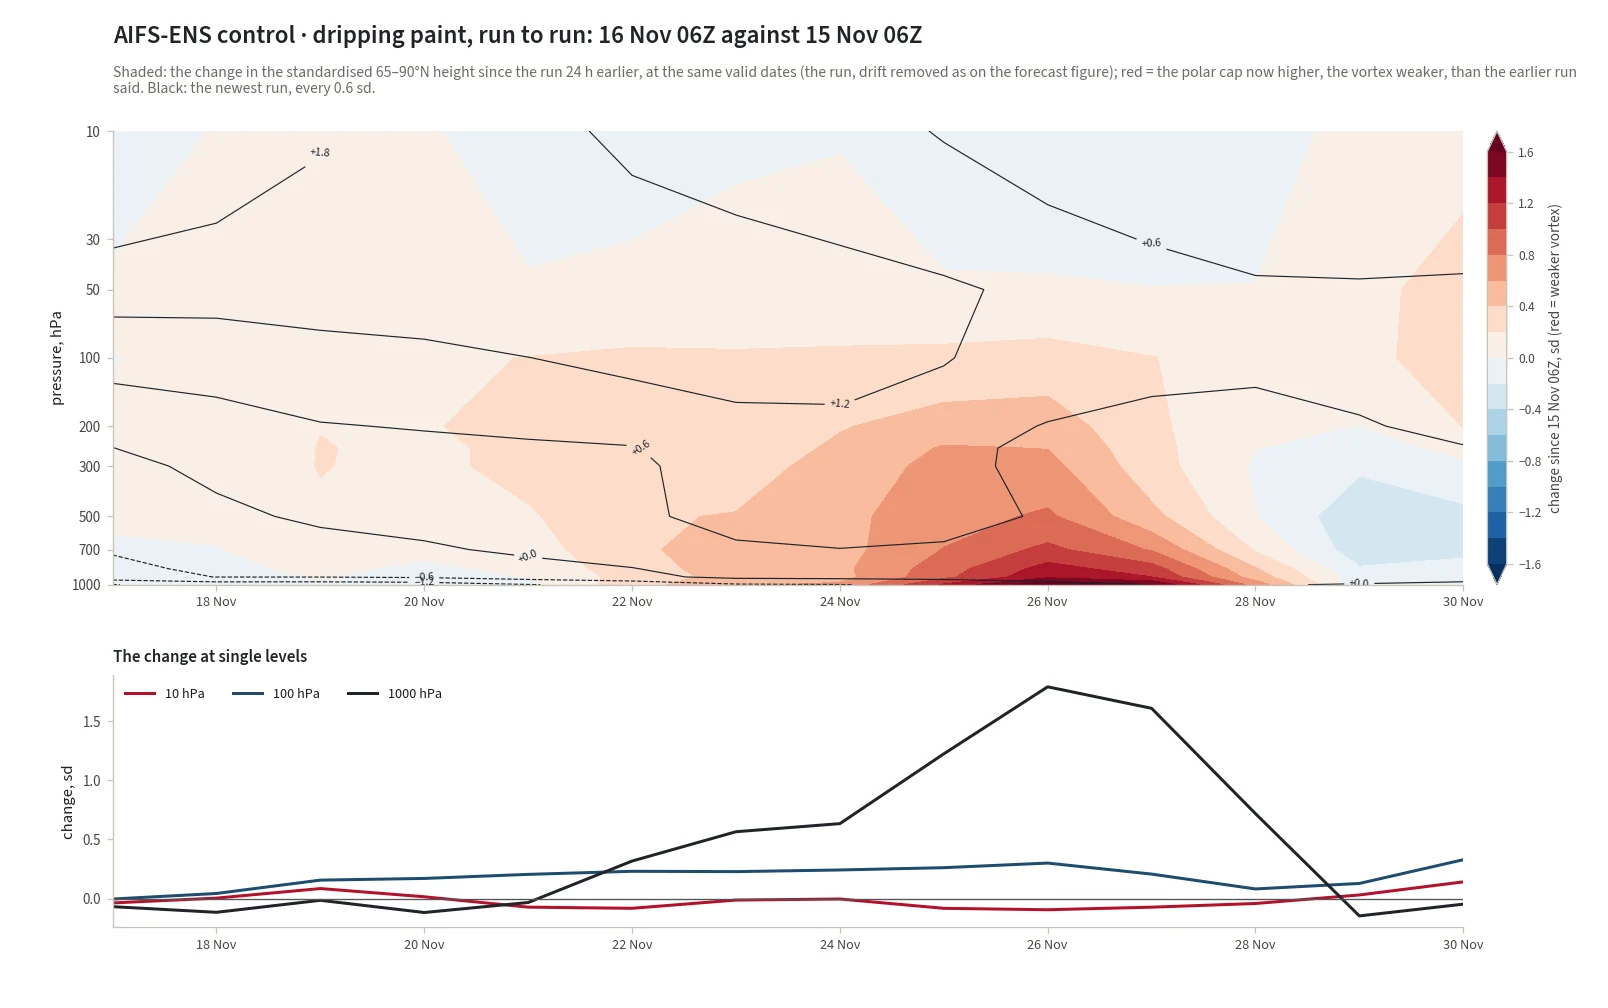 AIFS-ENS control · dripping paint, run to run: 16 Nov 06Z against 15 Nov 06Z
Shaded: the change in the standardised 65–90°N height since the run 24 h earlier, at the same valid dates (the run, drift removed as on the forecast figure); red = the polar cap now higher, the vortex weaker, than the earlier run
said. Black: the newest run, every 0.6 sd.
pressure, hPa
10
30
50
100
200
300
500
700
1000
+1.8
+0.6
+1.2
+0.6
+0.0
+0.0
18 Nov
20 Nov
22 Nov
24 Nov
26 Nov
28 Nov
30 Nov
1.6
1.2
0.8
0.4
0.0
−0.4
−0.8
−1.2
−1.6
change since 15 Nov 06Z, sd (red = weaker vortex)
The change at single levels
10 hPa
100 hPa
1000 hPa
change, sd
1.5
1.0
0.5
0.0
18 Nov
20 Nov
22 Nov
24 Nov
26 Nov
28 Nov
30 Nov